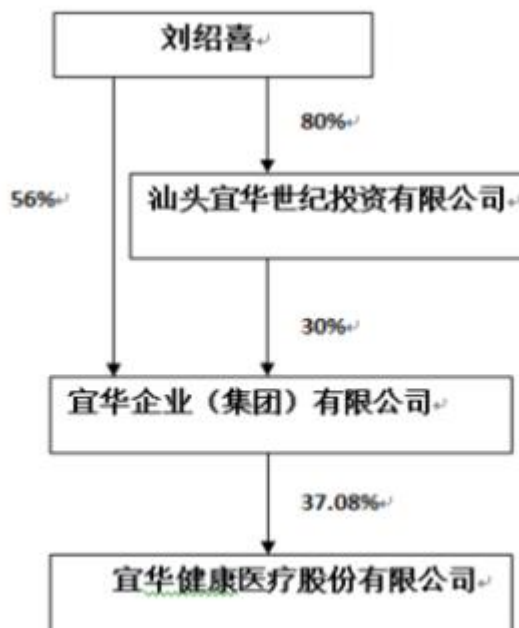 刘绍喜
80%
56%
汕头宜华世纪投资有限公司
30%
宜华企业（集团）有限公司
37.08%
宜华健康医疗股份有限公司